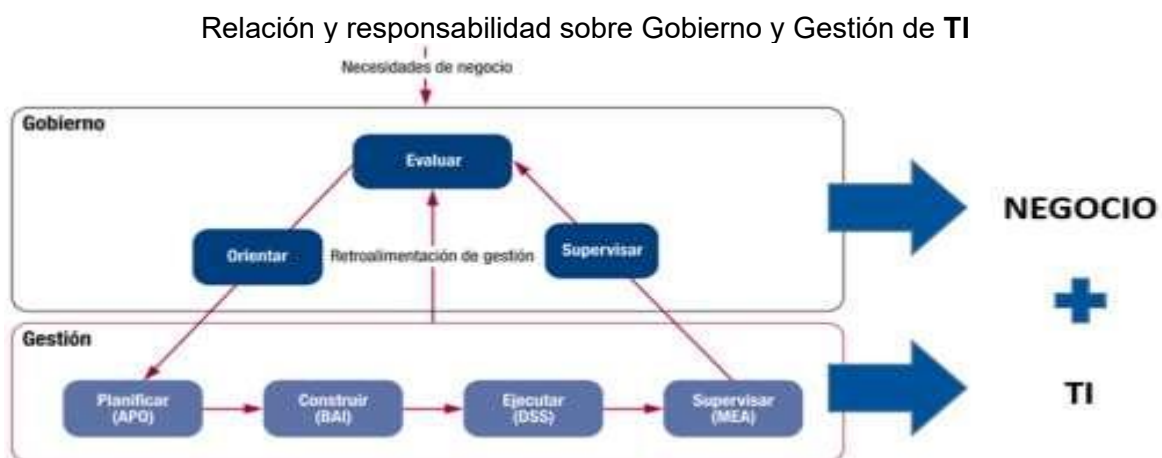 Relación y responsabilidad sobre Gobierno y Gestión de TI
Necesidades de negocio
Gobierno
Evaluar
Orientar
Retroalimentación de gestión
Supervisar
NEGOCIO
Gestión
Planificar
(APO)
Construir
(BAI)
Ejecutar
(DSS)
Supervisar
(MEA)
TI